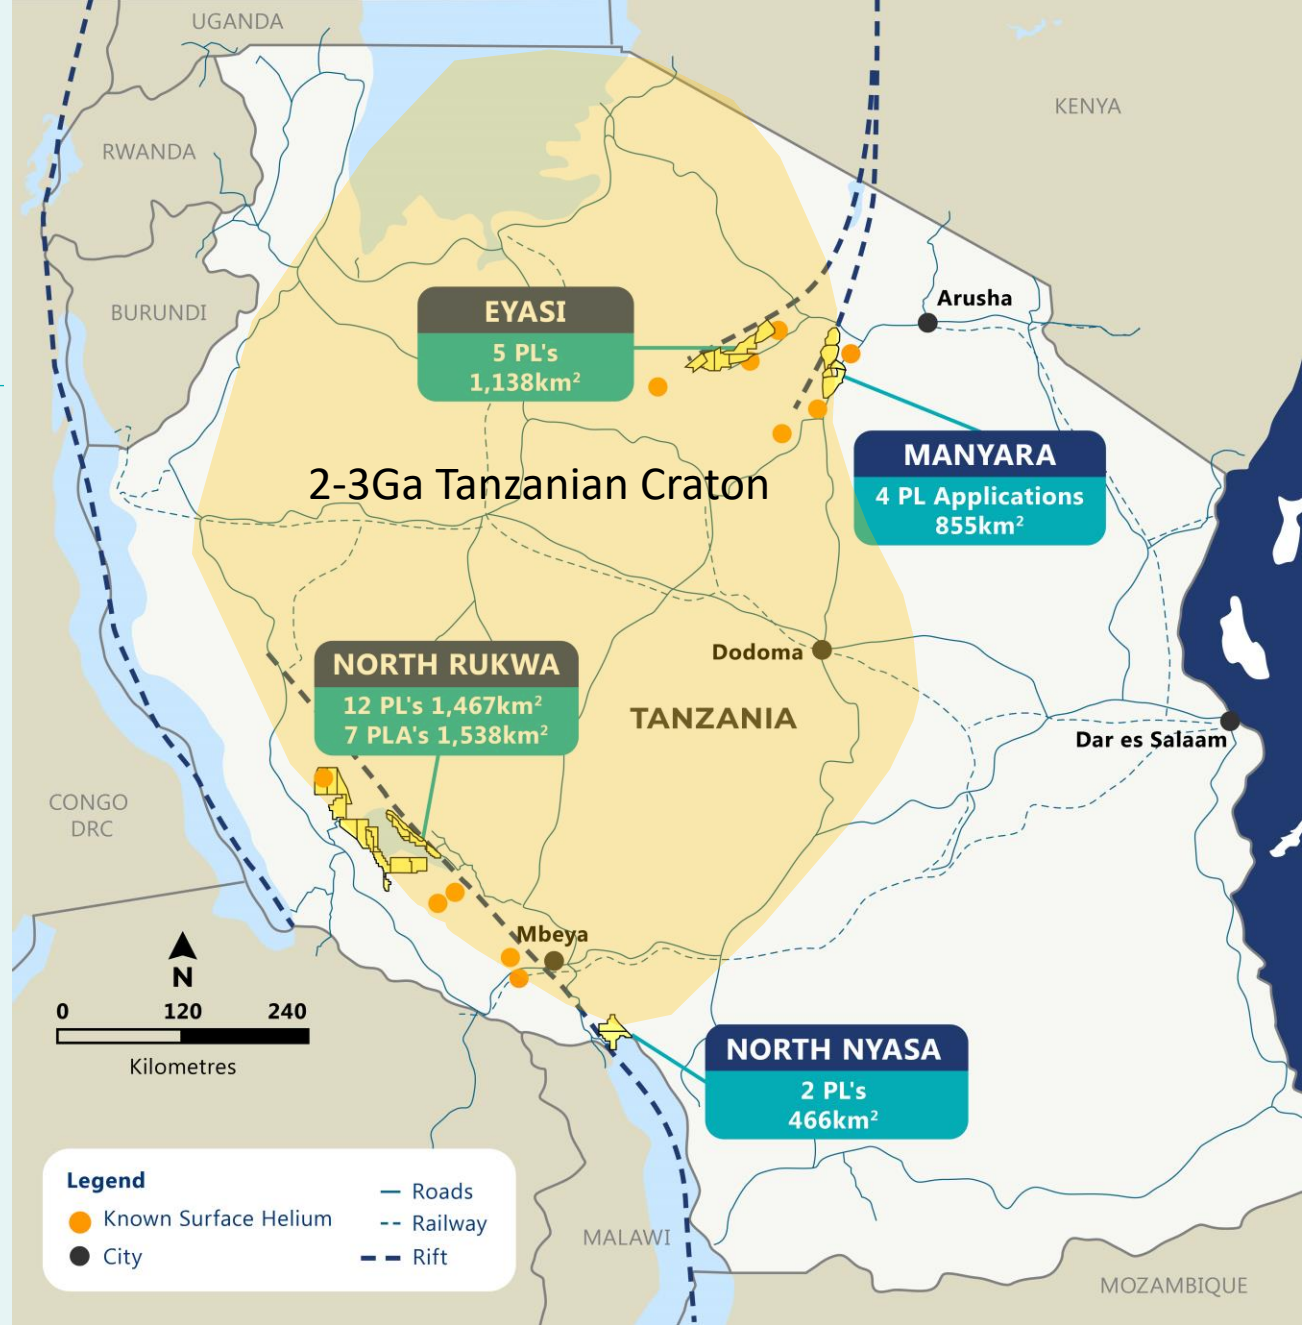 UGANDA
KENYA
RWANDA
BURUNDI
EYASI
5 PL's
1,138km²
Arusha
MANYARA
4 PL Applications
855km²
2-3Ga Tanzanian Craton
NORTH RUKWA
12 PL's 1,467km²
7 PLA's 1,538km²
Dodoma
TANZANIA
Dar es Salaam
CONGO
DRC
Mbeya
N
0 120 240
Kilometres
NORTH NYASA
2 PL's
466km²
Legend
Known Surface Helium
City
Roads
Railway
Rift
MALAWI
MOZAMBIQUE